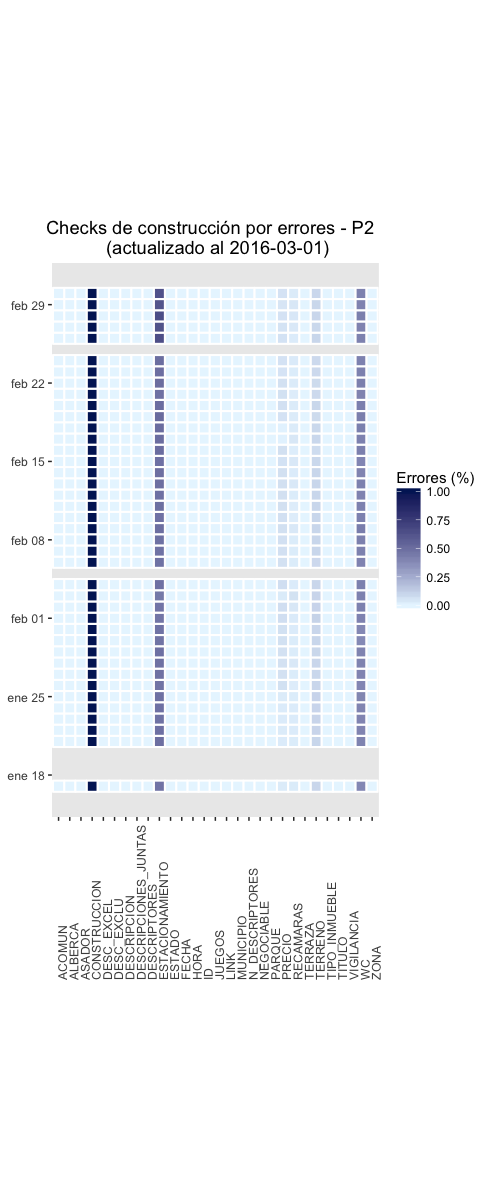 Checks de construcción por errores - P2
(actualizado al 2016-03-01)
feb 29
feb 22
feb 15
feb 08
feb 01
ene 25
ene 18
Errores (%)
1.00
0.75
0.50
0.25
0.00
ACOMUN
ALBERCA
ASADOR
CONSTRUCCION
DESC_EXCEL
DESC_EXCLU
DESCRIPCION
DESCRIPCIONES_JUNTAS
DESCRIPTORES
ESTACIONAMIENTO
ESTADO
FECHA
HORA
ID
JUEGOS
LINK
MUNICIPIO
N_DESCRIPTORES
NEGOCIABLE
PARQUE
PRECIO
RECAMARAS
TERRAZA
TERRENO
TIPO_INMUEBLE
TITULO
VIGILANCIA
WC
ZONA